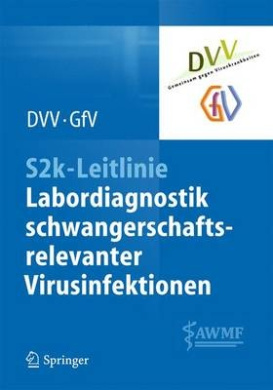 DVV
Gemeinsam gegen Viruskrankheiten
GfV
DVV · GfV
S2k-Leitlinie
Labordiagnostik
schwangerschafts-
relevanter
Virusinfektionen
AWMF
Springer